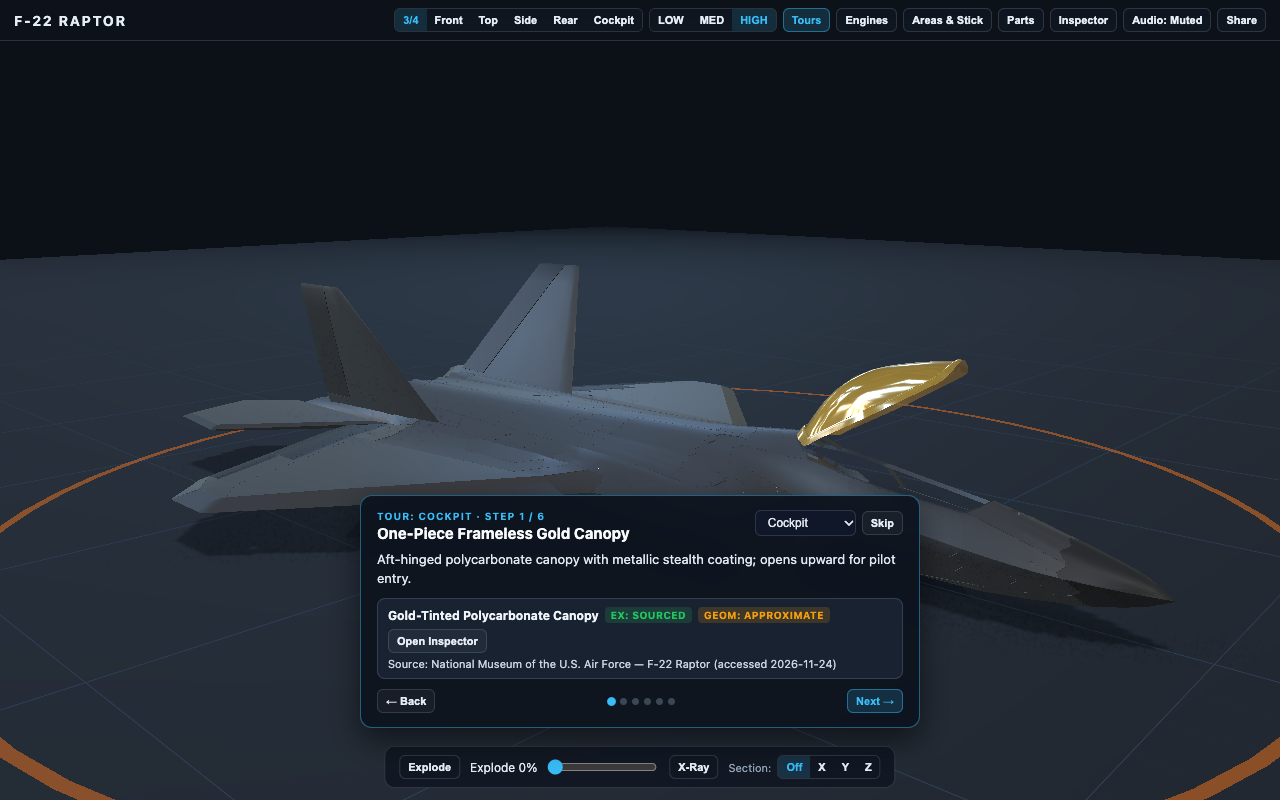 F-22 RAPTOR
3/4 Front Top Side Rear Cockpit LOW MED HIGH Tours Engines Areas & Stick Parts Inspector Audio: Muted Share
TOUR: COCKPIT · STEP 1 / 6
Cockpit Skip
One-Piece Frameless Gold Canopy
Aft-hinged polycarbonate canopy with metallic stealth coating; opens upward for pilot
entry.
Gold-Tinted Polycarbonate Canopy EX: SOURCED GEOM: APPROXIMATE
Open Inspector
Source: National Museum of the U.S. Air Force — F-22 Raptor (accessed 2026-11-24)
← Back Next →
Explode Explode 0% X-Ray Section: Off X Y Z